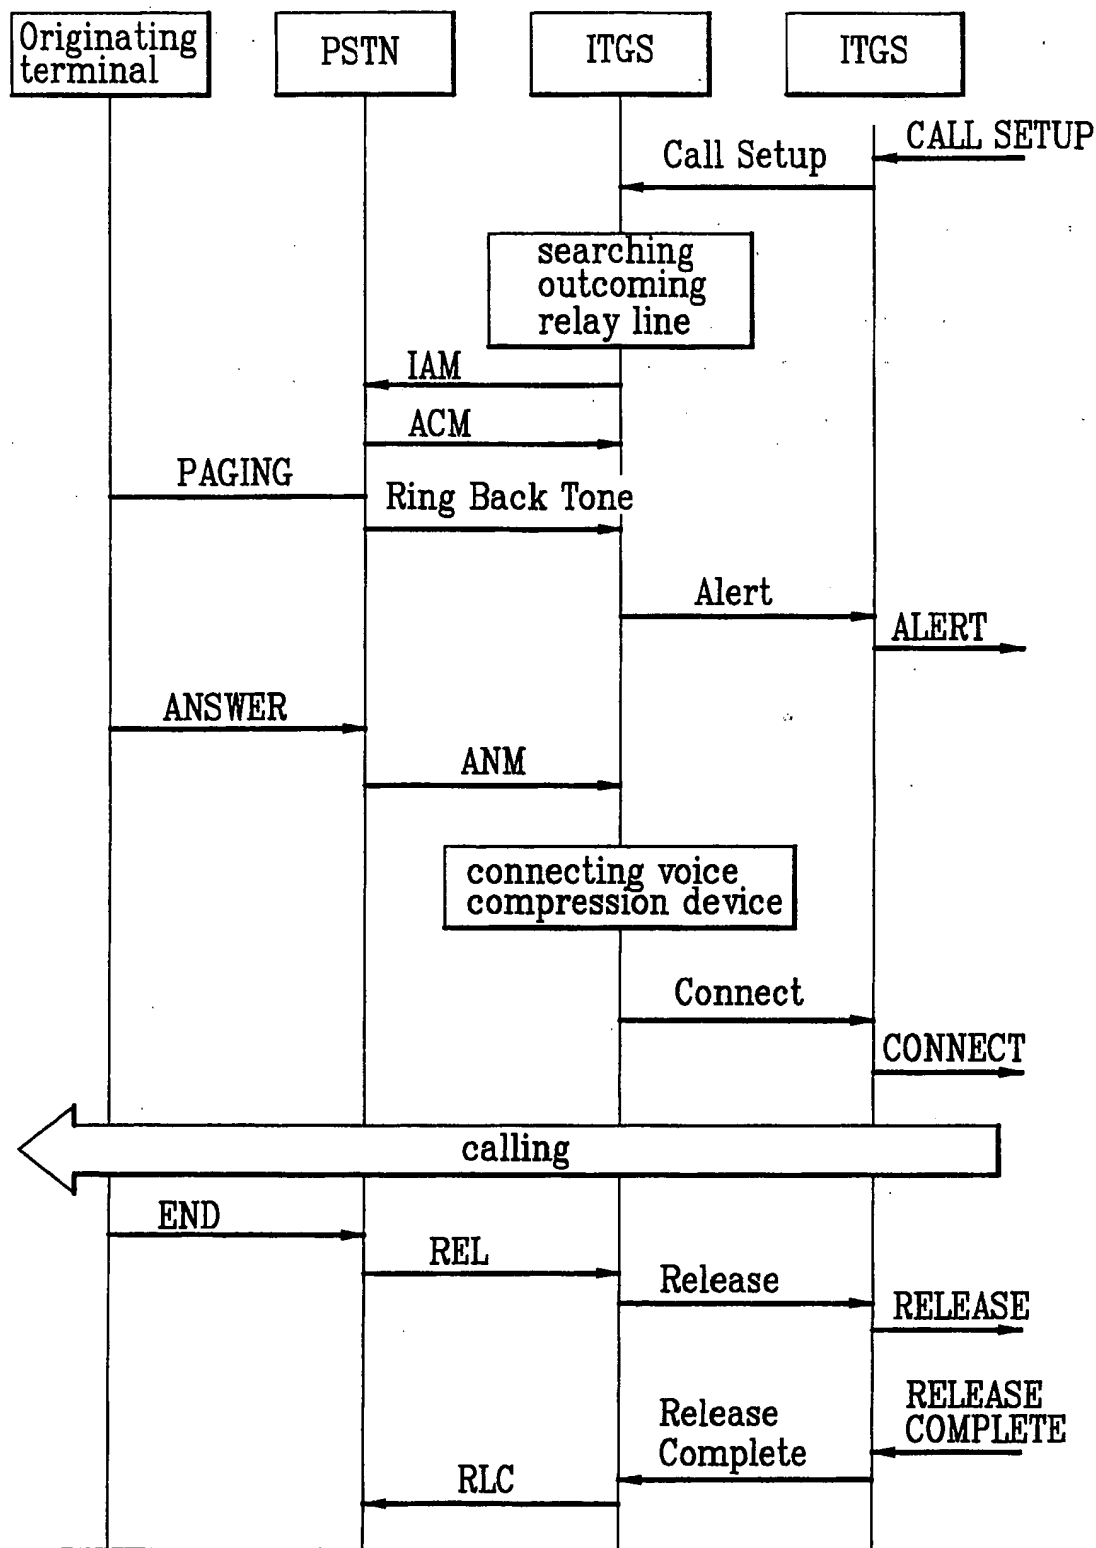 Originating
terminal
PSTN
ITGS
ITGS
CALL SETUP
Call Setup
searching
outcoming
relay line
IAM
ACM
PAGING
Ring Back Tone
Alert
ALERT
ANSWER
ANM
connecting voice
compression device
Connect
CONNECT
calling
END
REL
Release
RELEASE
RELEASE
COMPLETE
Release
Complete
RLC